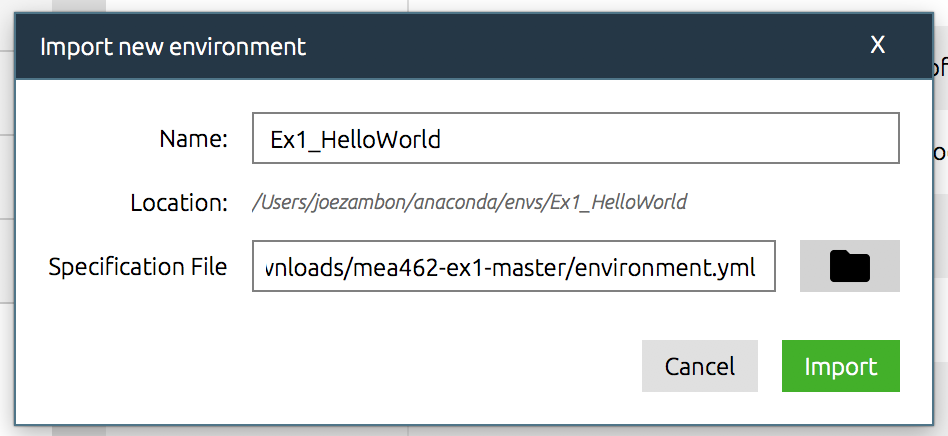 Import new environment X
Name: Ex1_HelloWorld
Location: /Users/joezambon/anaconda/envs/Ex1_HelloWorld
Specification File vnloads/mea462-ex1-master/environment.yml
Cancel Import
of